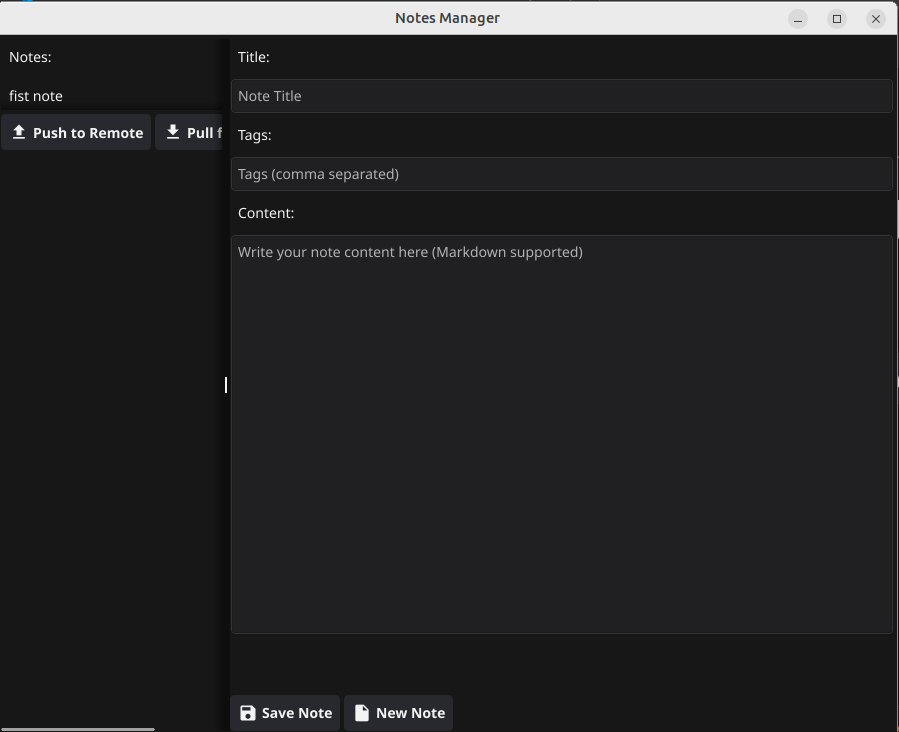 Notes Manager
Notes:
fist note
Push to Remote
Pull f
Title:
Note Title
Tags:
Tags (comma separated)
Content:
Write your note content here (Markdown supported)
Save Note
New Note